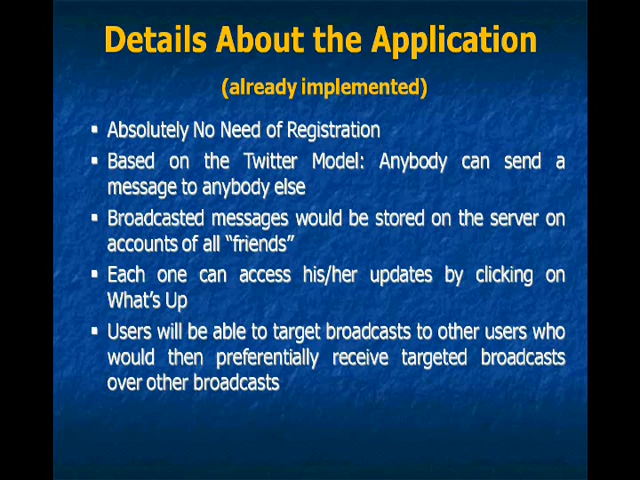 Details About the Application
(already implemented)
▪ Absolutely No Need of Registration
▪ Based on the Twitter Model: Anybody can send a
message to anybody else
▪ Broadcasted messages would be stored on the server on
accounts of all “friends”
▪ Each one can access his/her updates by clicking on
What’s Up
▪ Users will be able to target broadcasts to other users who
would then preferentially receive targeted broadcasts
over other broadcasts